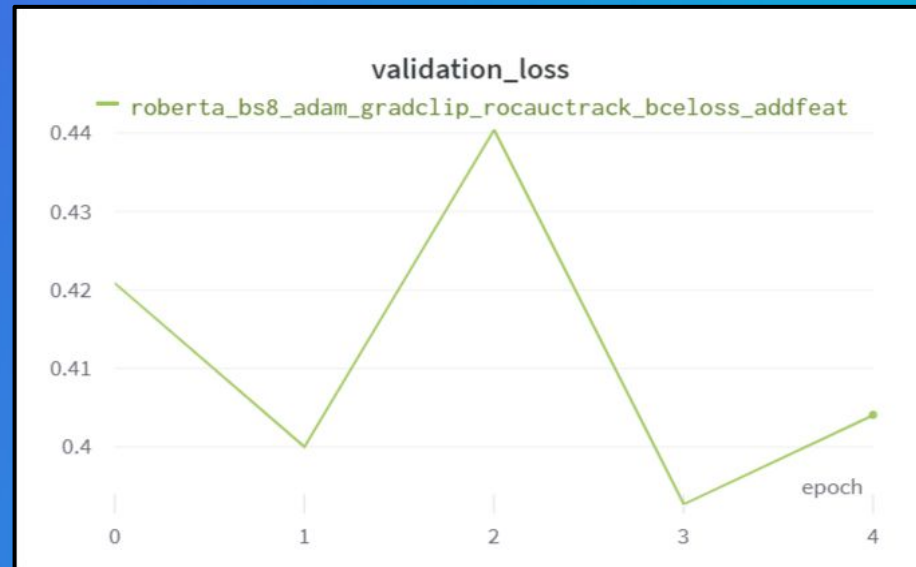 validation_loss
roberta_bs8_adam_gradclip_rocauctrack_bceloss_addfeat
0.44
0.43
0.42
0.41
0.4
epoch
0 1 2 3 4